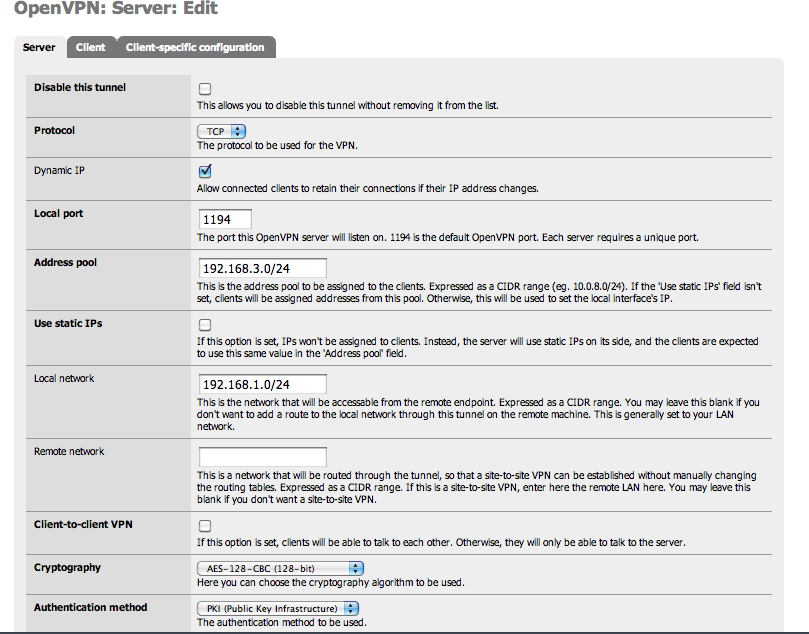 OpenVPN: Server: Edit
Server Client Client-specific configuration
Disable this tunnel
This allows you to disable this tunnel without removing it from the list.
Protocol
TCP
The protocol to be used for the VPN.
Dynamic IP
Allow connected clients to retain their connections if their IP address changes.
Local port
1194
The port this OpenVPN server will listen on. 1194 is the default OpenVPN port. Each server requires a unique port.
Address pool
192.168.3.0/24
This is the address pool to be assigned to the clients. Expressed as a CIDR range (eg. 10.0.8.0/24). If the 'Use static IPs' field isn't
set, clients will be assigned addresses from this pool. Otherwise, this will be used to set the local interface's IP.
Use static IPs
If this option is set, IPs won't be assigned to clients. Instead, the server will use static IPs on its side, and the clients are expected
to use this same value in the 'Address pool' field.
Local network
192.168.1.0/24
This is the network that will be accessable from the remote endpoint. Expressed as a CIDR range. You may leave this blank if you
don't want to add a route to the local network through this tunnel on the remote machine. This is generally set to your LAN
network.
Remote network
This is a network that will be routed through the tunnel, so that a site-to-site VPN can be established without manually changing
the routing tables. Expressed as a CIDR range. If this is a site-to-site VPN, enter here the remote LAN here. You may leave this
blank if you don't want a site-to-site VPN.
Client-to-client VPN
If this option is set, clients will be able to talk to each other. Otherwise, they will only be able to talk to the server.
Cryptography
AES-128-CBC (128-bit)
Here you can choose the cryptography algorithm to be used.
Authentication method
PKI (Public Key Infrastructure)
The authentication method to be used.